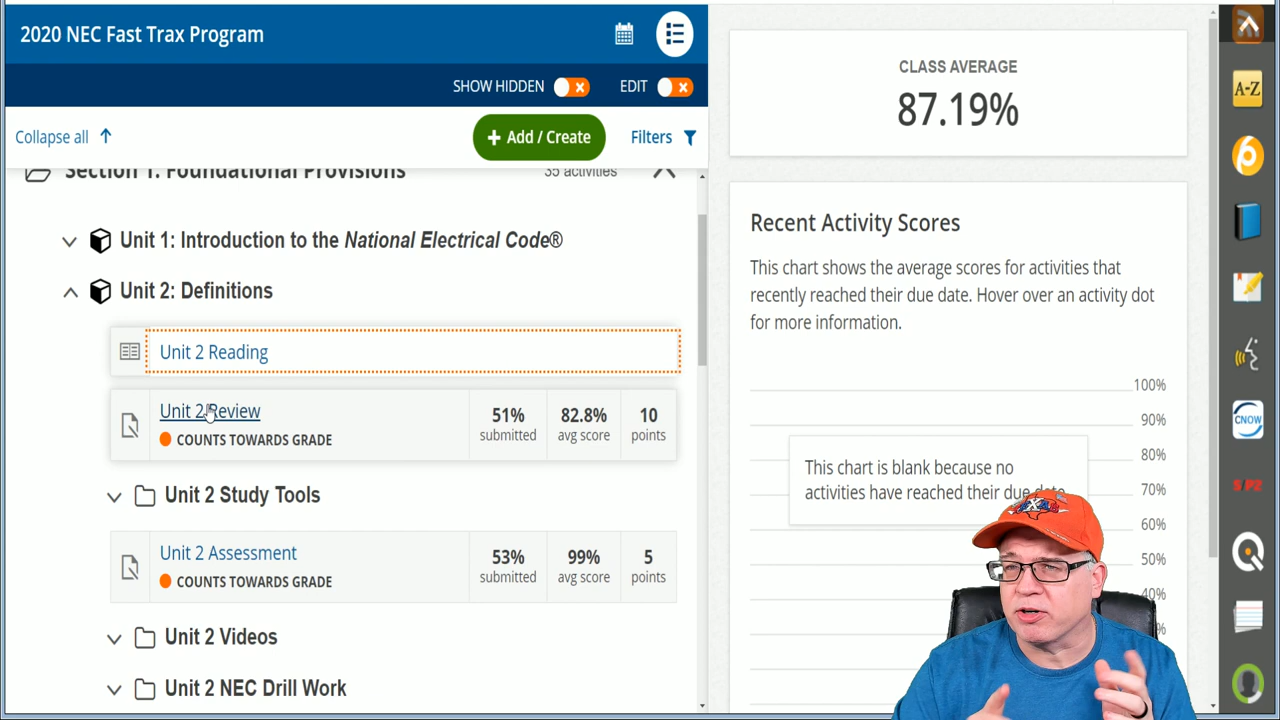 2020 NEC Fast Trax Program
SHOW HIDDEN
EDIT
Collapse all
+ Add / Create
Filters
Section 1: Foundational Provisions
35 activities
Unit 1: Introduction to the National Electrical Code®
Unit 2: Definitions
Unit 2 Reading
Unit 2 Review
COUNTS TOWARDS GRADE
51%
submitted
82.8%
avg score
10
points
Unit 2 Study Tools
Unit 2 Assessment
COUNTS TOWARDS GRADE
53%
submitted
99%
avg score
5
points
Unit 2 Videos
Unit 2 NEC Drill Work
CLASS AVERAGE
87.19%
Recent Activity Scores
This chart shows the average scores for activities that
recently reached their due date. Hover over an activity dot
for more information.
100%
90%
80%
70%
60%
50%
40%
This chart is blank because no
activities have reached their due date.
A-Z
CNOW